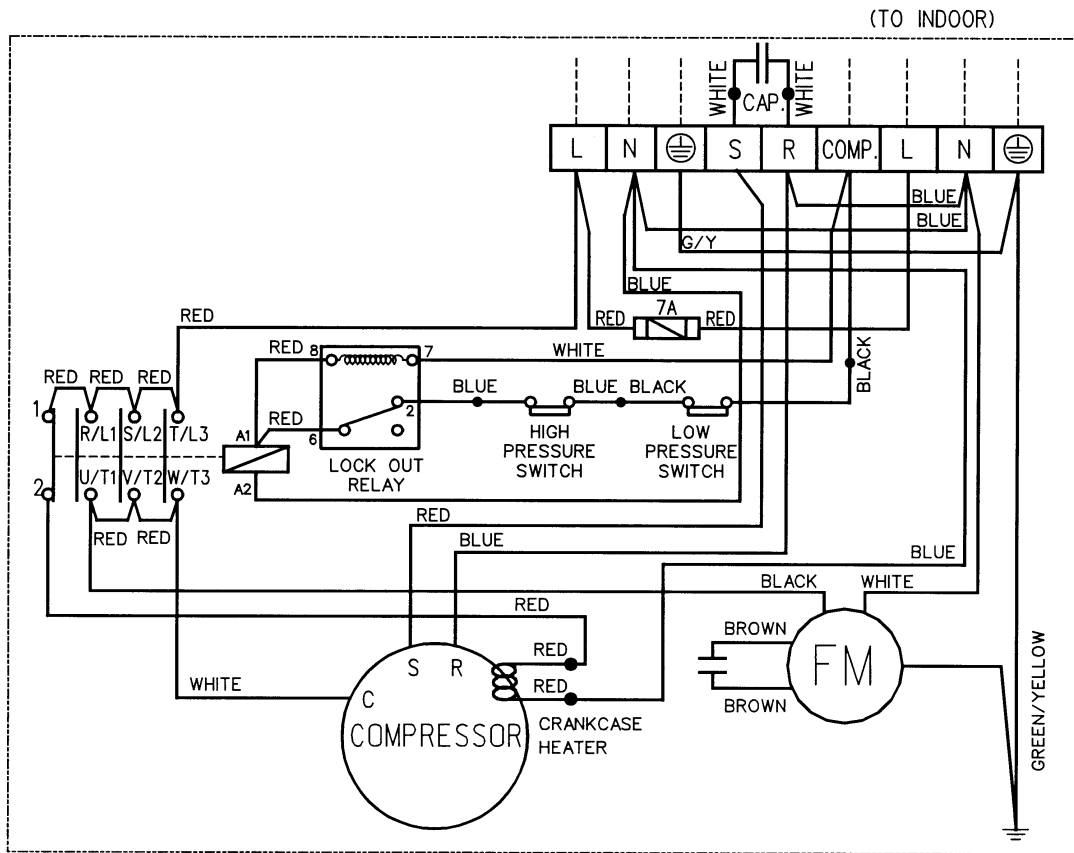 (TO INDOOR)
WHITE
CAP.
WHITE
L N S R COMP. L N
BLUE
BLUE
G/Y
BLUE
7A
RED RED
RED
WHITE
BLACK
RED 8 7
RED RED RED
BLUE BLUE BLACK
1
R/L1 S/L2 T/L3
RED
2
6
A1
HIGH
PRESSURE
SWITCH
LOW
PRESSURE
SWITCH
LOCK OUT
RELAY
U/T1 V/T2 W/T3
2
A2
RED RED
RED
BLUE
BLUE
BLACK WHITE
RED
BROWN
FM
BROWN
GREEN/YELLOW
RED
RED
S R
WHITE
C
COMPRESSOR
CRANKCASE
HEATER